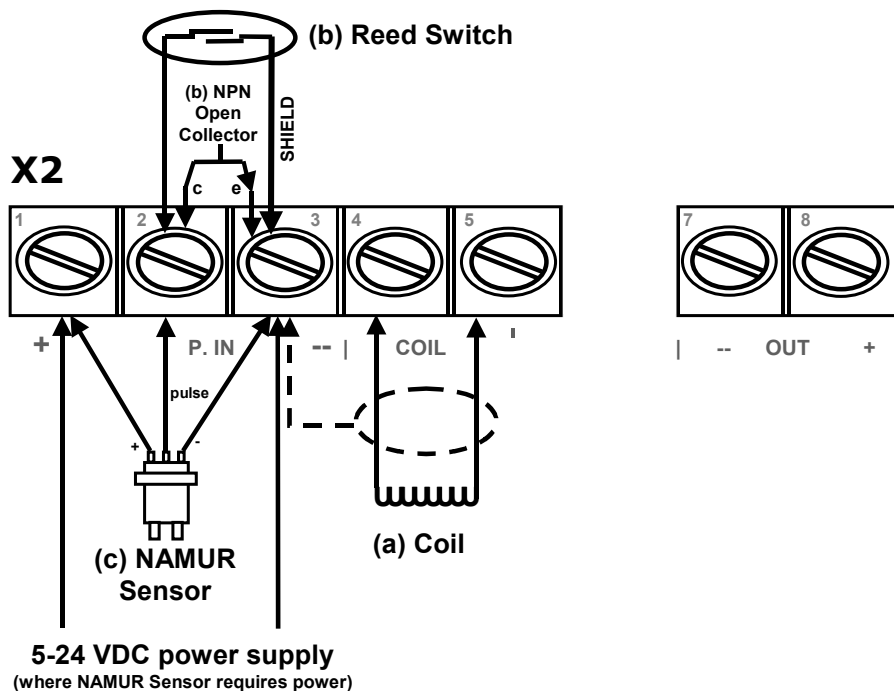 (b) Reed Switch
(b) NPN
Open
Collector
SHIELD
X2
c e
1 2 3 4 5 7 8
+ P. IN -- | COIL ' | -- OUT +
pulse
+ -
(c) NAMUR
Sensor
(a) Coil
5-24 VDC power supply
(where NAMUR Sensor requires power)